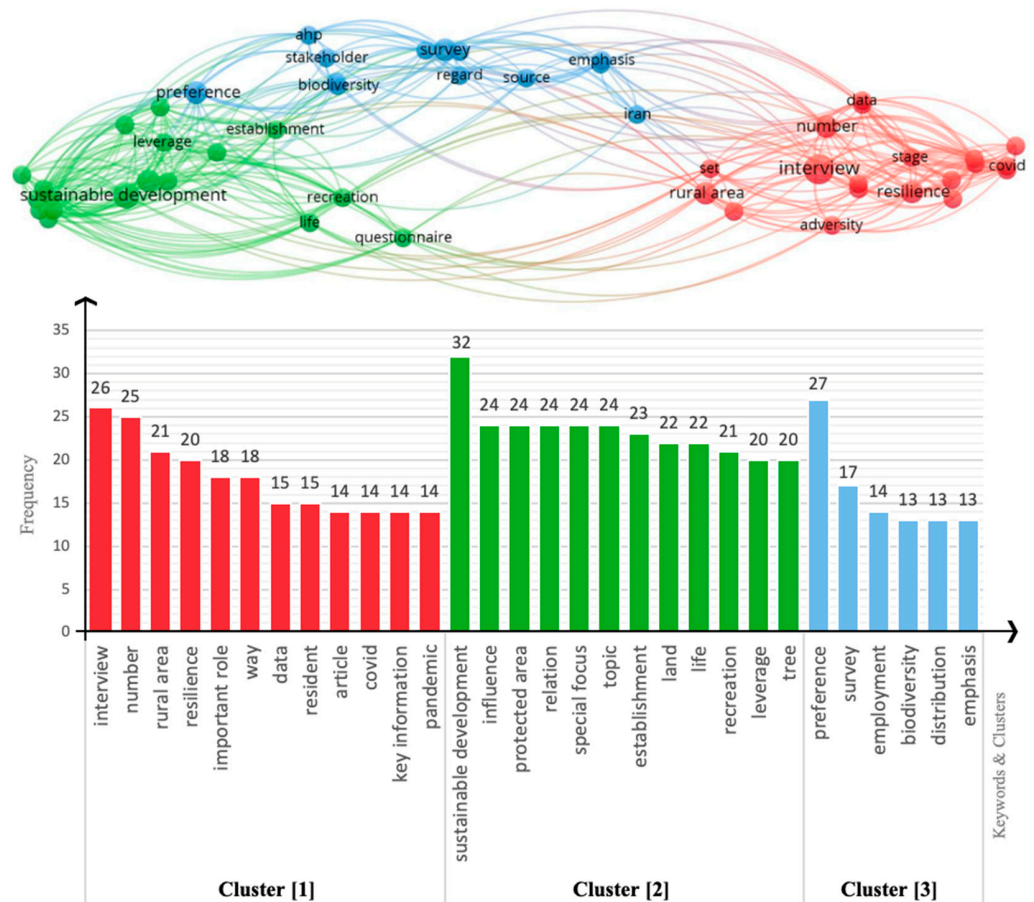 ahp
survey
stakeholder
emphasis
regard
source
biodiversity
preference
data
iran
number
establishment
leverage
stage
covid
set
interview
sustainable development
recreation
rural area
resilience
life
adversity
questionnaire
35
30
25
20
15
10
5
0
Frequency
26
25
21
20
18
18
15
15
14
14
14
14
32
24
24
24
24
24
23
22
22
21
20
20
27
17
14
13
13
13
interview
number
rural area
resilience
important role
way
data
resident
article
covid
key information
pandemic
sustainable development
influence
protected area
relation
special focus
topic
establishment
land
life
recreation
leverage
tree
preference
survey
employment
biodiversity
distribution
emphasis
Keywords & Clusters
Cluster [1]
Cluster [2]
Cluster [3]